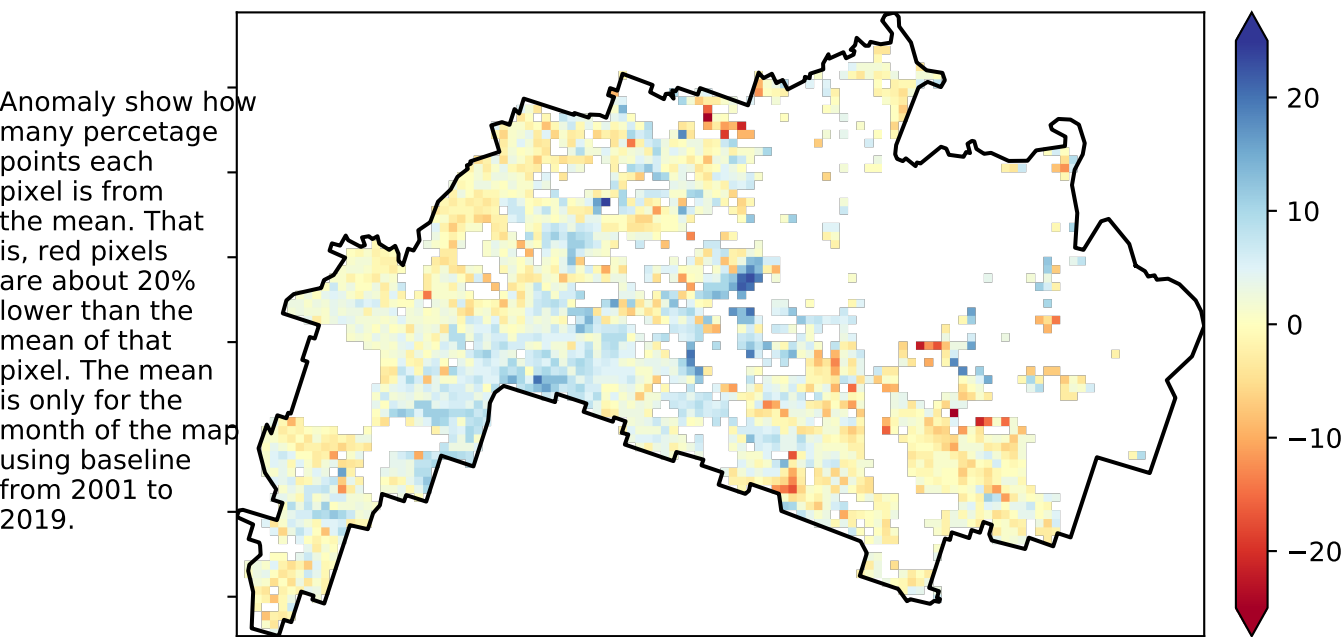 Anomaly show how
many percetage
points each
pixel is from
the mean. That
is, red pixels
are about 20%
lower than the
mean of that
pixel. The mean
is only for the
month of the map
using baseline
from 2001 to
2019.
20
10
0
−10
−20